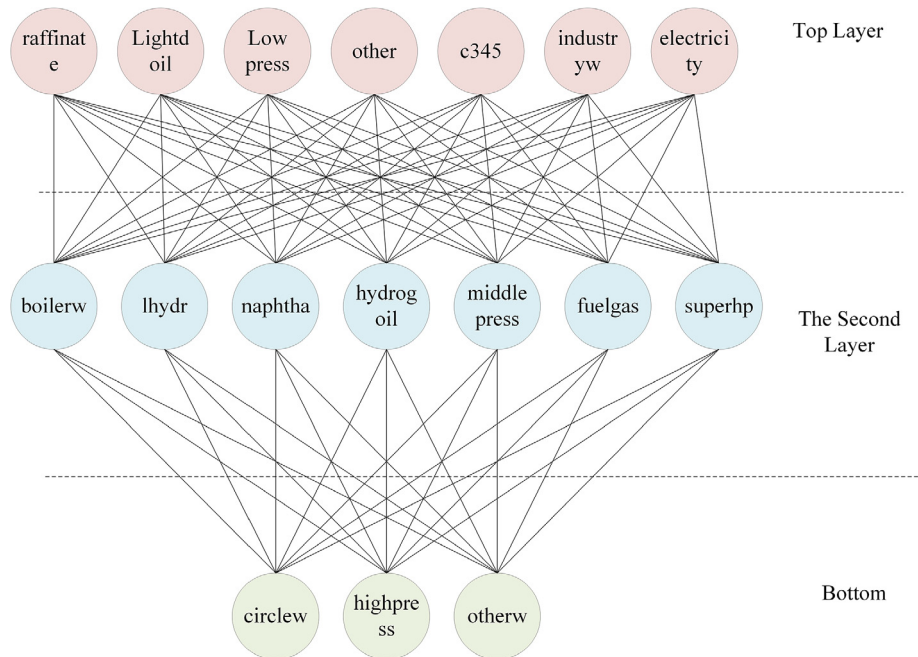 raffinat
e
Lightd
oil
Low
press
other
c345
industr
yw
electrici
ty
Top Layer
boilerw
lhydr
naphtha
hydrog
oil
middle
press
fuelgas
superhp
The Second
Layer
circlew
highpre
ss
otherw
Bottom